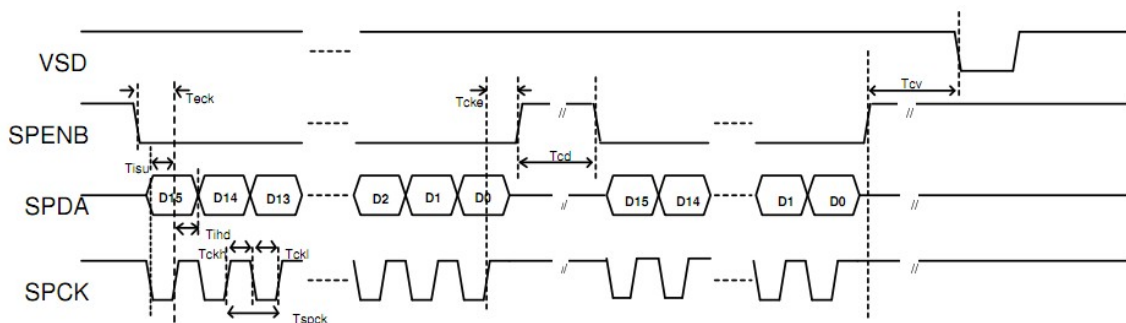 VSD
Teck
Tcke
Tcv
SPENB
Tisu
Tcd
SPDA
D15 D14 D13 D2 D1 D0 D15 D14 D1 D0
Tihd
Tckh Tckl
SPCK
Tspck